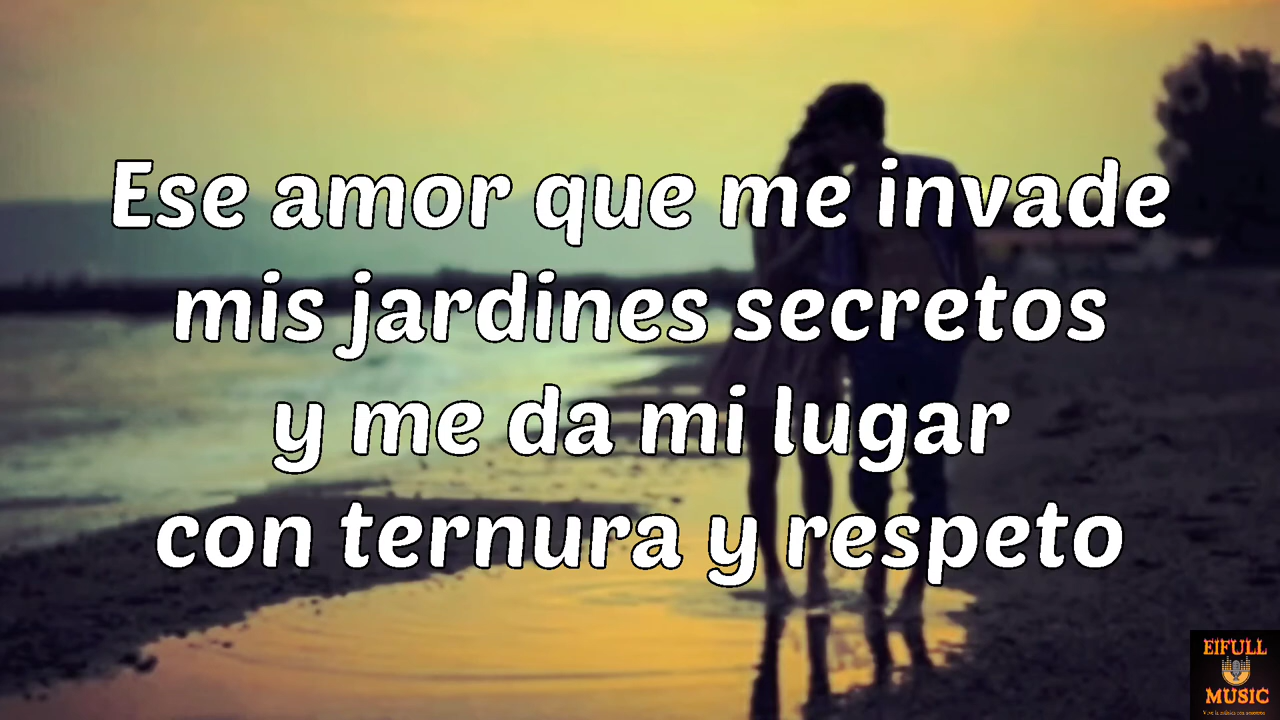 Ese amor que me invade
mis jardines secretos
y me da mi lugar
con ternura y respeto
EIFULL
MUSIC